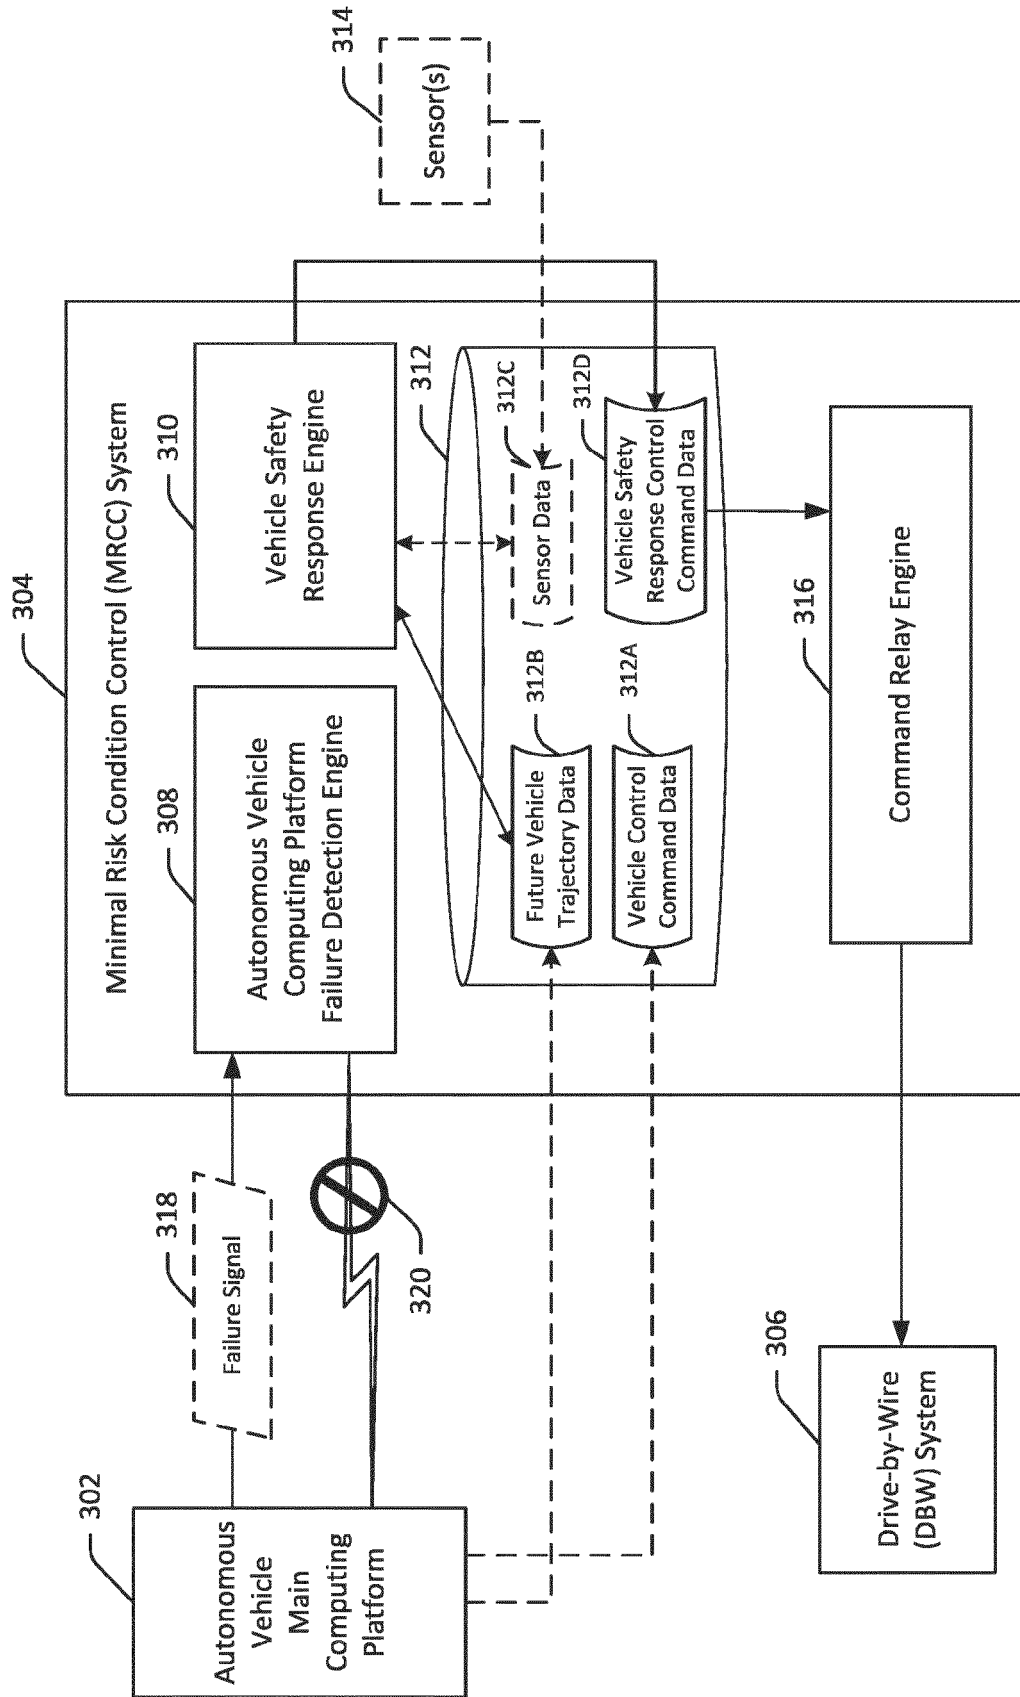 304
Minimal Risk Condition Control (MRCC) System
302
Autonomous
Vehicle
Main
Computing
Platform
318
Failure Signal
320
308
Autonomous Vehicle
Computing Platform
Failure Detection Engine
310
Vehicle Safety
Response Engine
314
Sensor(s)
312
312B
Future Vehicle
Trajectory Data
312C
Sensor Data
312A
Vehicle Control
Command Data
312D
Vehicle Safety
Response Control
Command Data
306
Drive-by-Wire
(DBW) System
316
Command Relay Engine